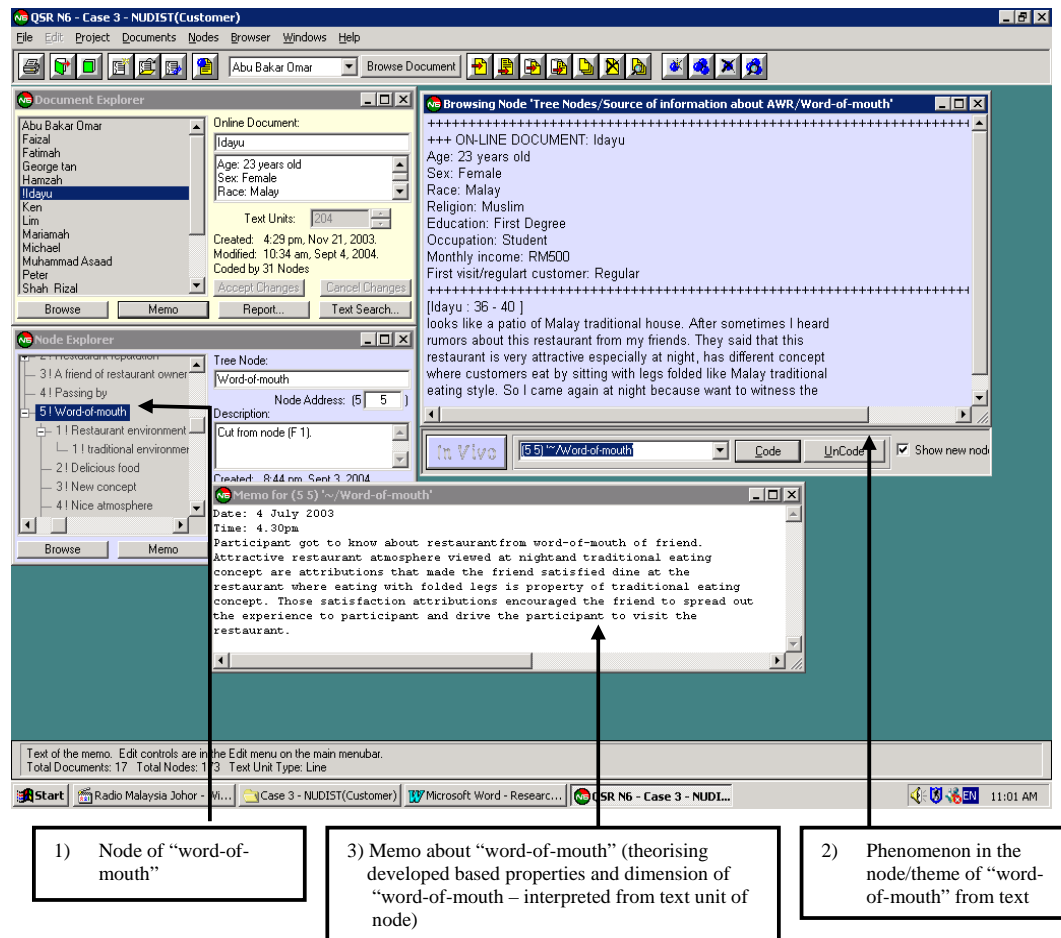 QSR N6 - Case 3 - NUDIST(Customer)
File Edit Project Documents Nodes Browser Windows Help
Abu Bakar Omar Browse Document
Document Explorer
Abu Bakar Omar
Faizal
Fatimah
George tan
Hamzah
!Idayu
Ken
Lim
Mariamah
Michael
Muhammad Asaad
Peter
Shah Rizal
Online Document:
Idayu
Age: 23 years old
Sex: Female
Race: Malay
Text Units: 204
Created: 4:29 pm, Nov 21, 2003.
Modified: 10:34 am, Sept 4, 2004.
Coded by 31 Nodes
Accept Changes Cancel Changes
Browse Memo Report... Text Search...
Browsing Node 'Tree Nodes/Source of information about AWR/Word-of-mouth'
+++++++++++++++++++++++++++++++++++++++++++++++++++++++++++++++++++
+++ ON-LINE DOCUMENT: Idayu
Age: 23 years old
Sex: Female
Race: Malay
Religion: Muslim
Education: First Degree
Occupation: Student
Monthly income: RM500
First visit/regulart customer: Regular
+++++++++++++++++++++++++++++++++++++++++++++++++++++++++++++++++++
[Idayu : 36 - 40 ]
looks like a patio of Malay traditional house. After sometimes I heard
rumors about this restaurant from my friends. They said that this
restaurant is very attractive especially at night, has different concept
where customers eat by sitting with legs folded like Malay traditional
eating style. So I came again at night because want to witness the
In Vivo (5 5) '~/Word-of-mouth' Code UnCode Show new nod
Node Explorer
2 ! Restaurant reputation
3 ! A friend of restaurant owner
4 ! Passing by
5 ! Word-of-mouth
1 ! Restaurant environment
1 ! traditional environmer
2 ! Delicious food
3 ! New concept
4 ! Nice atmosphere
Browse Memo
Tree Node:
Word-of-mouth
Node Address: (5 5 )
Description:
Cut from node (F 1).
Created: 8:44 pm, Sept 3, 2004
Memo for (5 5) '~/Word-of-mouth'
Date: 4 July 2003
Time: 4.30pm
Participant got to know about restaurantfrom word-of-mouth of friend.
Attractive restaurant atmosphere viewed at nightand traditional eating
concept are attributions that made the friend satisfied dine at the
restaurant where eating with folded legs is property of traditional eating
concept. Those satisfaction attributions encouraged the friend to spread out
the experience to participant and drive the participant to visit the
restaurant.
Text of the memo. Edit controls are in the Edit menu on the main menubar.
Total Documents: 17 Total Nodes: 173 Text Unit Type: Line
Start Radio Malaysia Johor - Wi... Case 3 - NUDIST(Customer) Microsoft Word - Researc... QSR N6 - Case 3 - NUDI... EN 11:01 AM
1) Node of “word-of-
mouth”
3) Memo about “word-of-mouth” (theorising
developed based properties and dimension of
“word-of-mouth – interpreted from text unit of
node)
2) Phenomenon in the
node/theme of “word-
of-mouth” from text